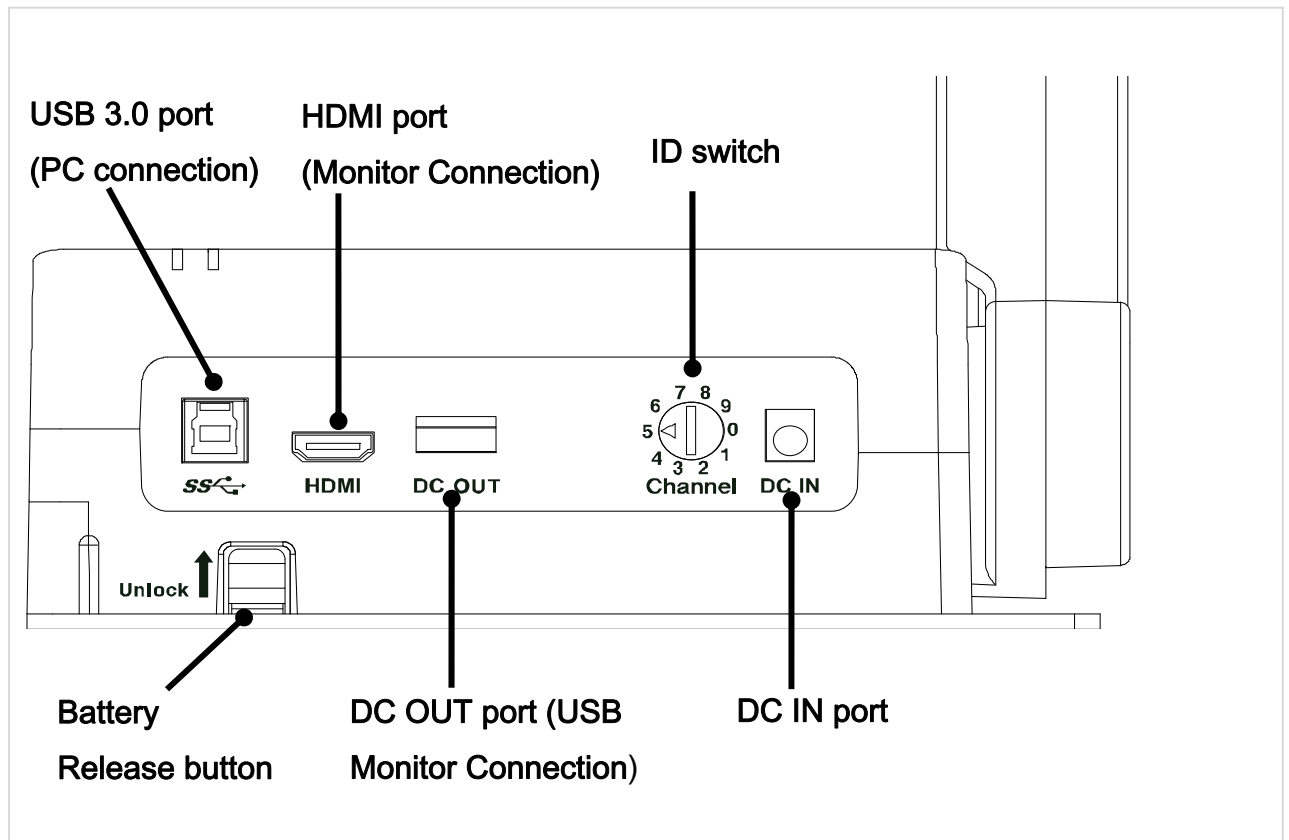 USB 3.0 port
(PC connection)
HDMI port
(Monitor Connection)
ID switch
7 8
6 9
5 0
4 1
3 2
SS
HDMI
DC OUT
Channel
DC IN
Unlock
Battery
Release button
DC OUT port (USB
Monitor Connection)
DC IN port